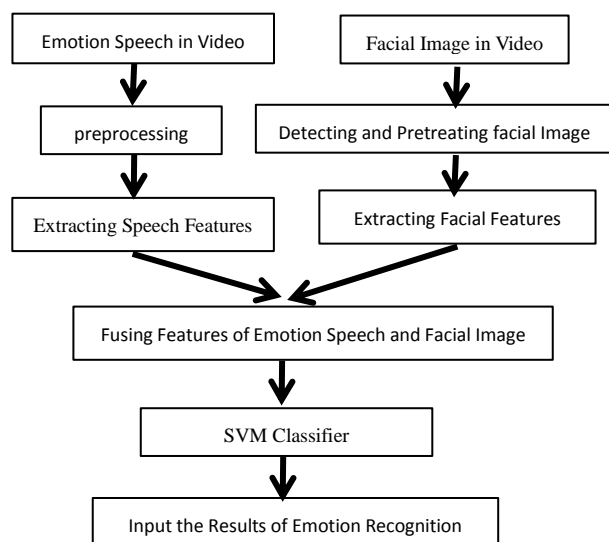 Emotion Speech in Video
Facial Image in Video
preprocessing
Detecting and Pretreating facial Image
Extracting Speech Features
Extracting Facial Features
Fusing Features of Emotion Speech and Facial Image
SVM Classifier
Input the Results of Emotion Recognition